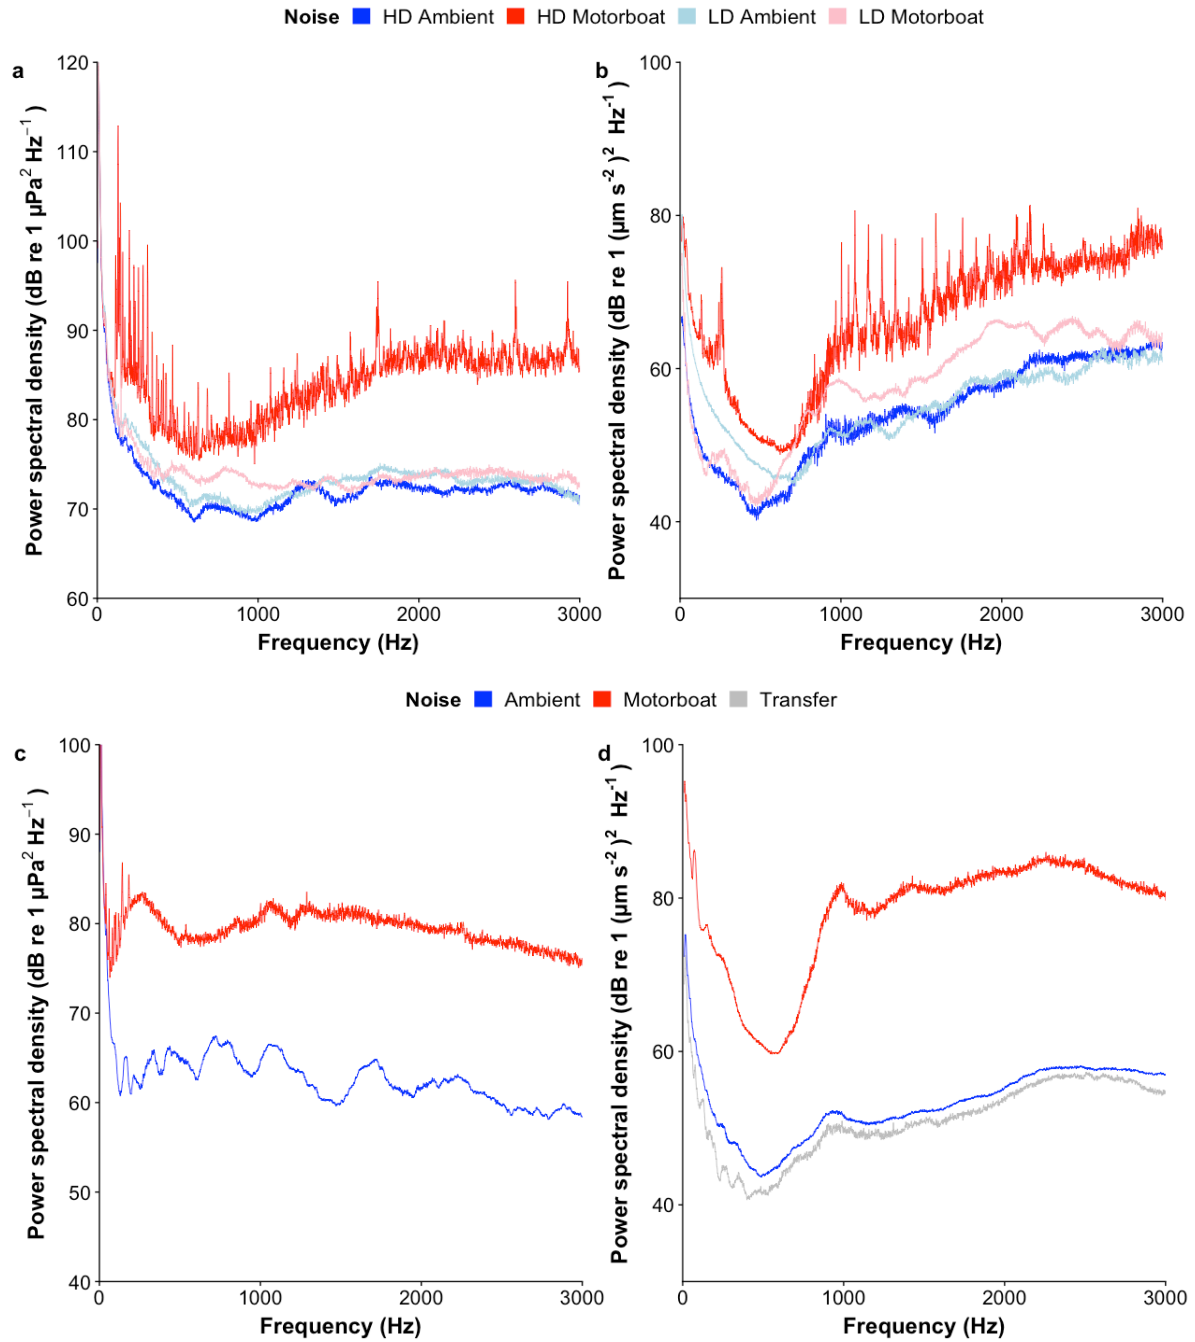 Noise HD Ambient HD Motorboat LD Ambient LD Motorboat
a
120
110
100
90
80
70
60
0 1000 2000 3000
Frequency (Hz)
Power spectral density (dB re 1 µPa² Hz⁻¹ )
b
100
80
60
40
0 1000 2000 3000
Frequency (Hz)
Power spectral density (dB re 1 (µm s⁻² )² Hz⁻¹ )
Noise Ambient Motorboat Transfer
c
100
90
80
70
60
50
40
0 1000 2000 3000
Frequency (Hz)
Power spectral density (dB re 1 µPa² Hz⁻¹ )
d
100
80
60
40
0 1000 2000 3000
Frequency (Hz)
Power spectral density (dB re 1 (µm s⁻² )² Hz⁻¹ )